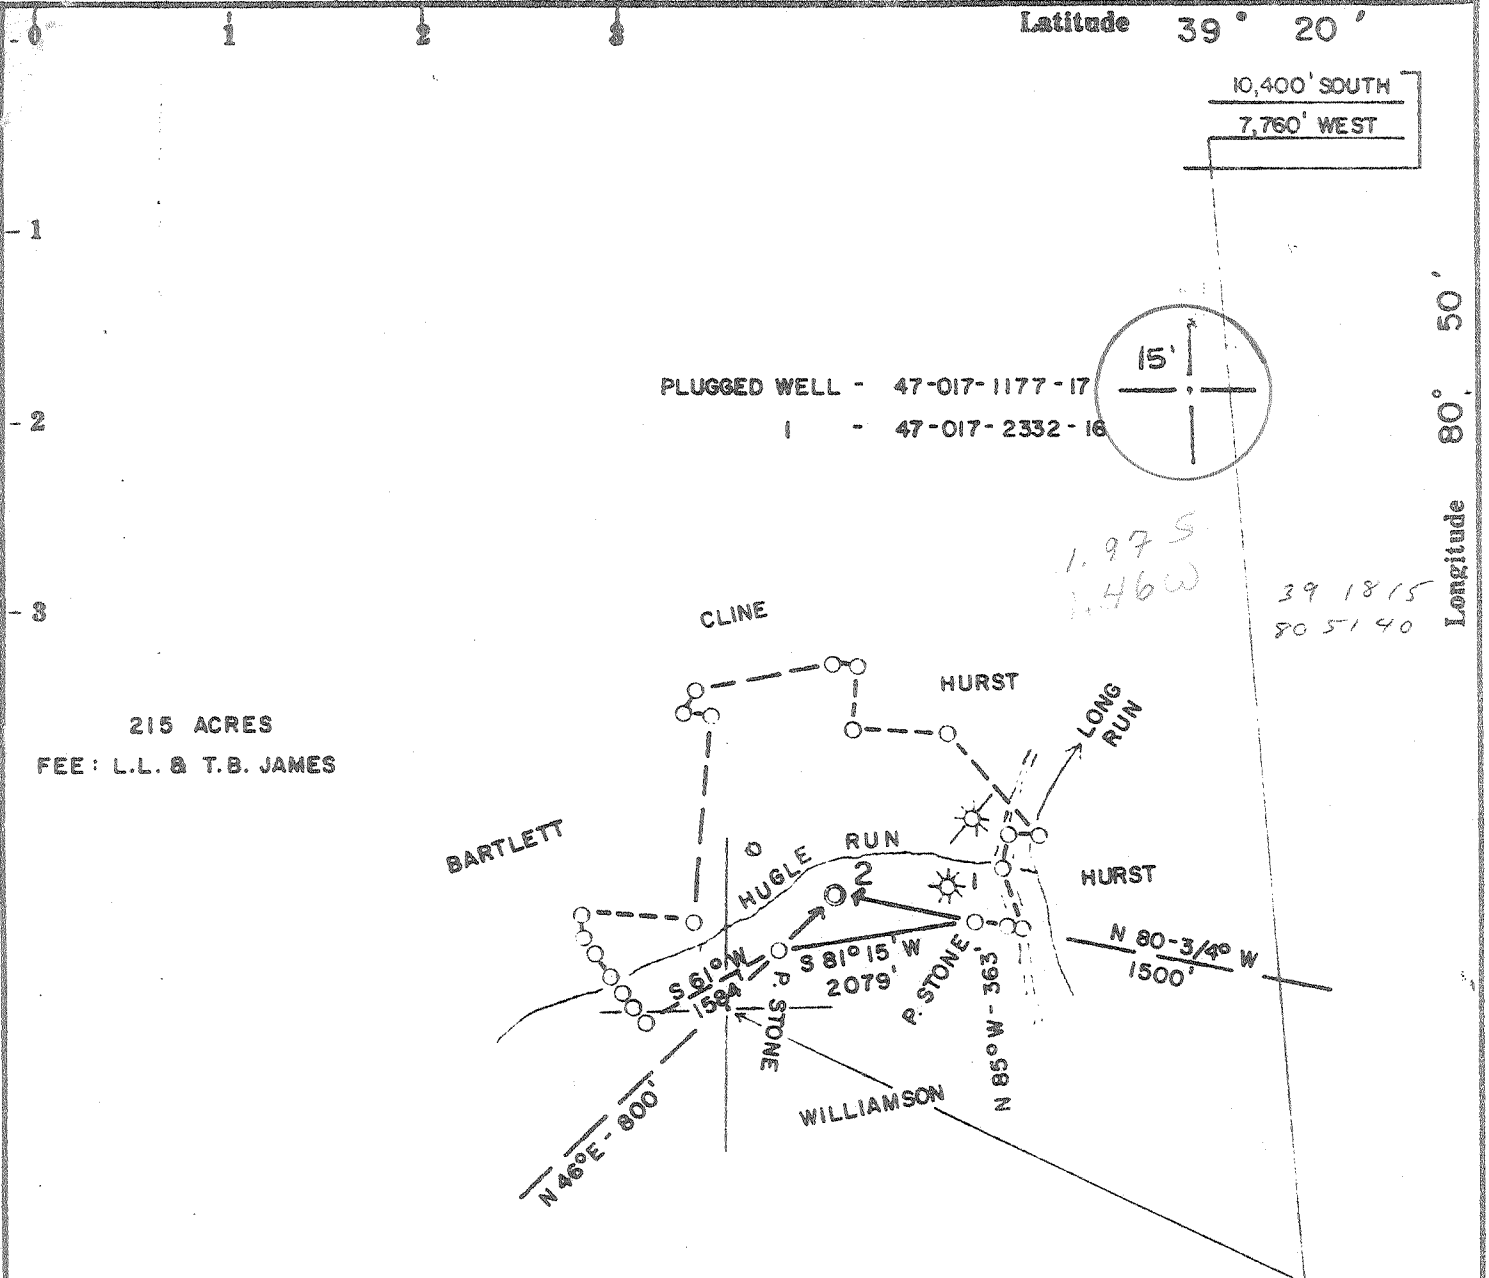 0 1 2 3
Latitude 39° 20'
10,400' SOUTH
7,760' WEST
- 1
50'
15'
PLUGGED WELL - 47-017-1177-17
80°
- 2
1 - 47-017-2332-16
Longitude
1.97 S
1.46 W
39 18 15
80 51 40
- 3
CLINE
HURST
LONG
RUN
215 ACRES
FEE: L.L. & T.B. JAMES
BARTLETT
HUGLE RUN
2
1
HURST
N 80-3/4° W
1500'
S 81° 15' W
2079'
S 61° W
1584'
P. STONE
P. STONE
N 85° W - 363'
WILLIAMSON
N 46° E - 800'